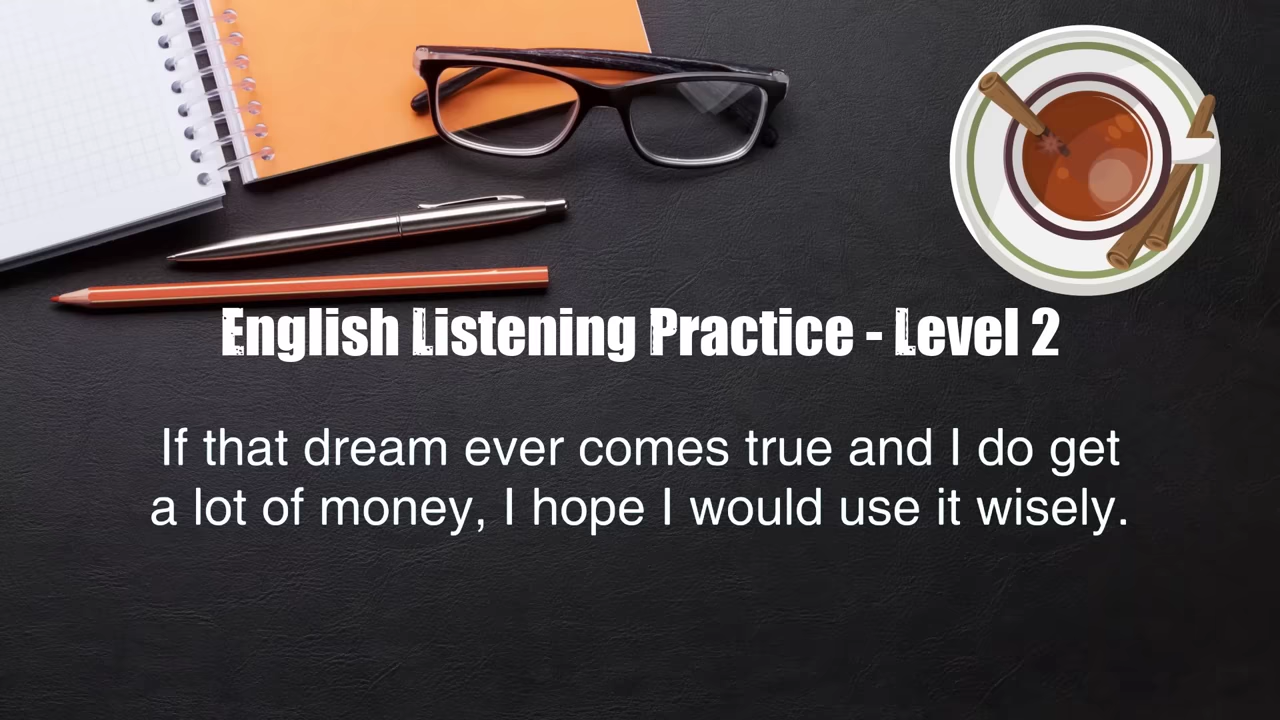 English Listening Practice - Level 2
If that dream ever comes true and I do get
a lot of money, I hope I would use it wisely.